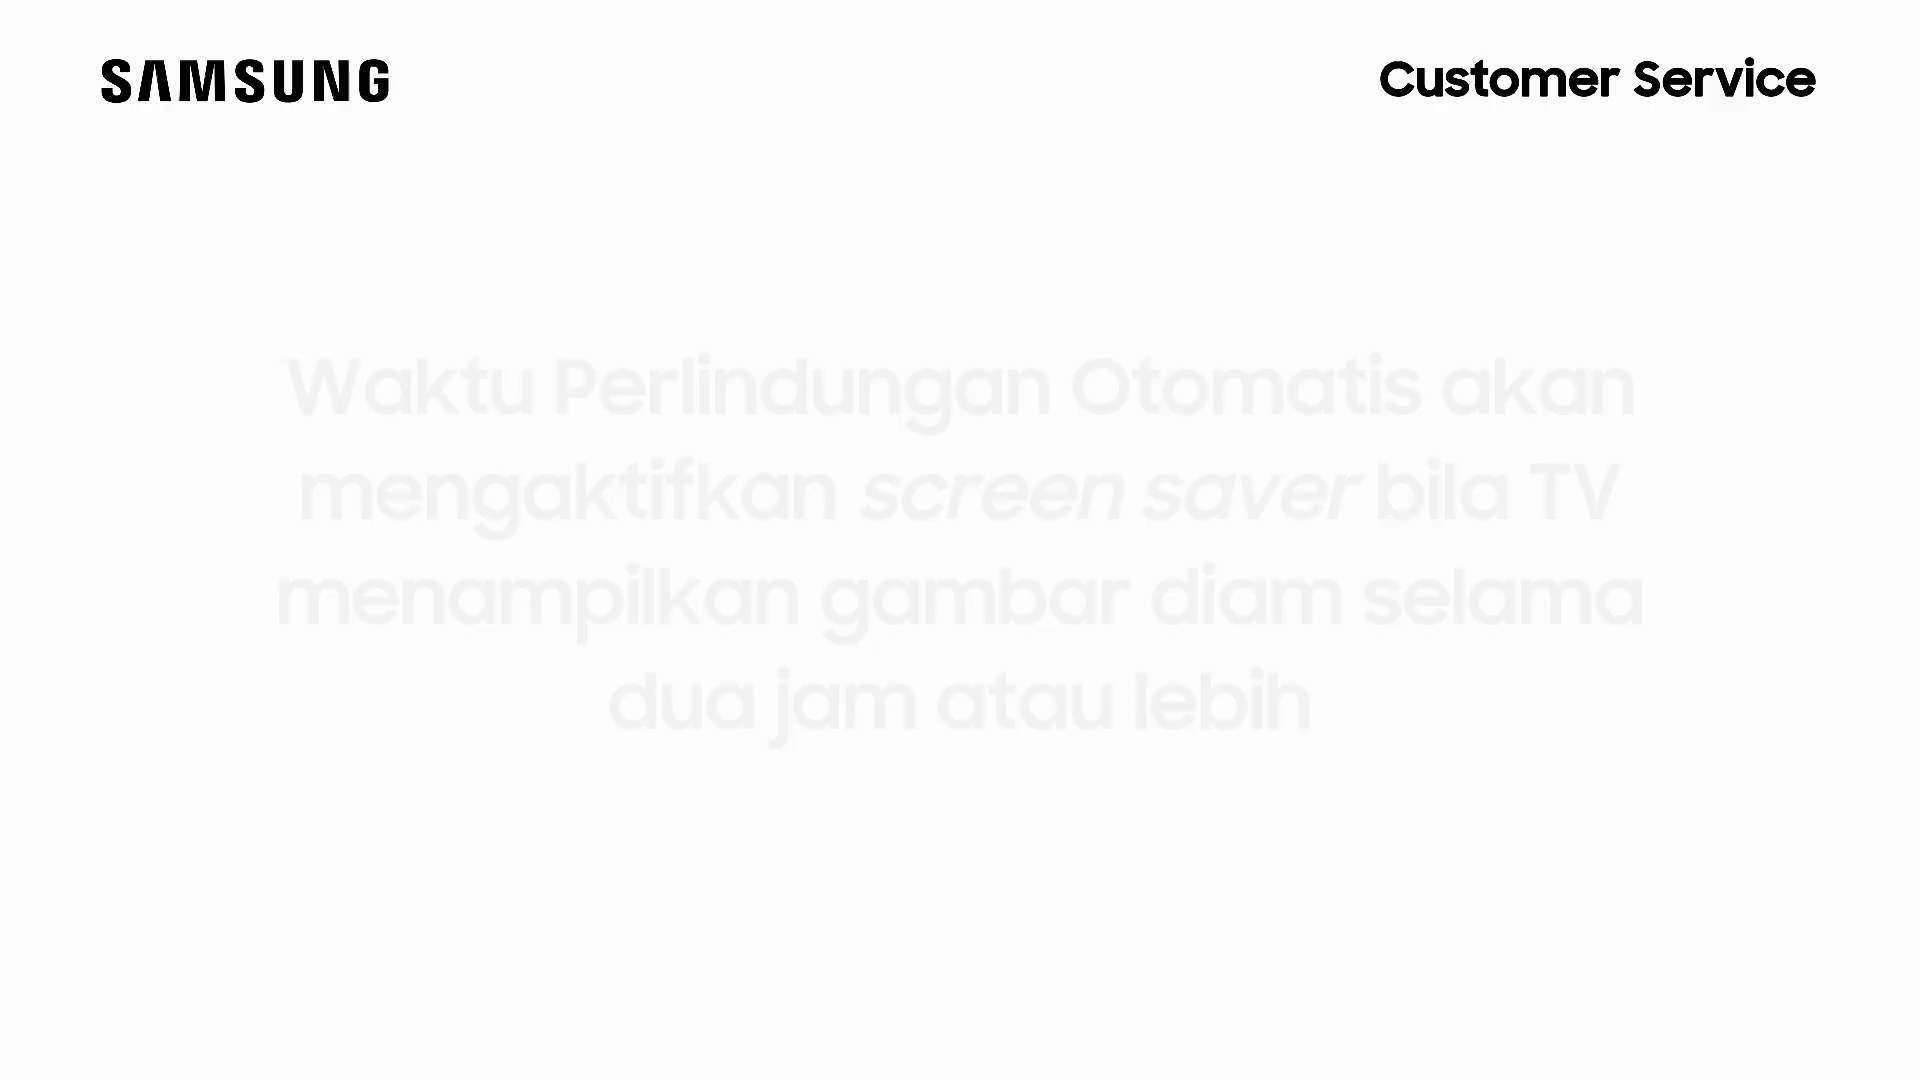 SAMSUNG
Customer Service
Waktu Perlindungan Otomatis akan
mengaktifkan screen saver bila TV
menampilkan gambar diam selama
dua jam atau lebih